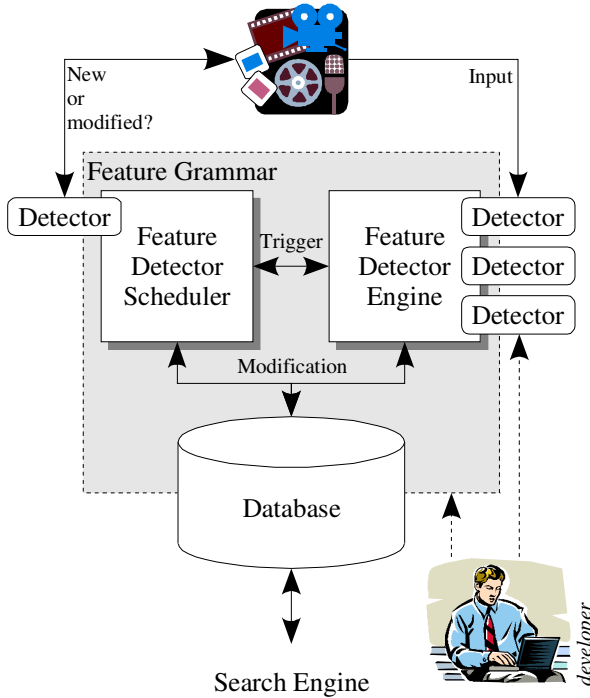 New
or
modified?
Input
Feature Grammar
Detector
Feature
Detector
Scheduler
Trigger
Feature
Detector
Engine
Detector
Detector
Detector
Modification
Database
developer
Search Engine